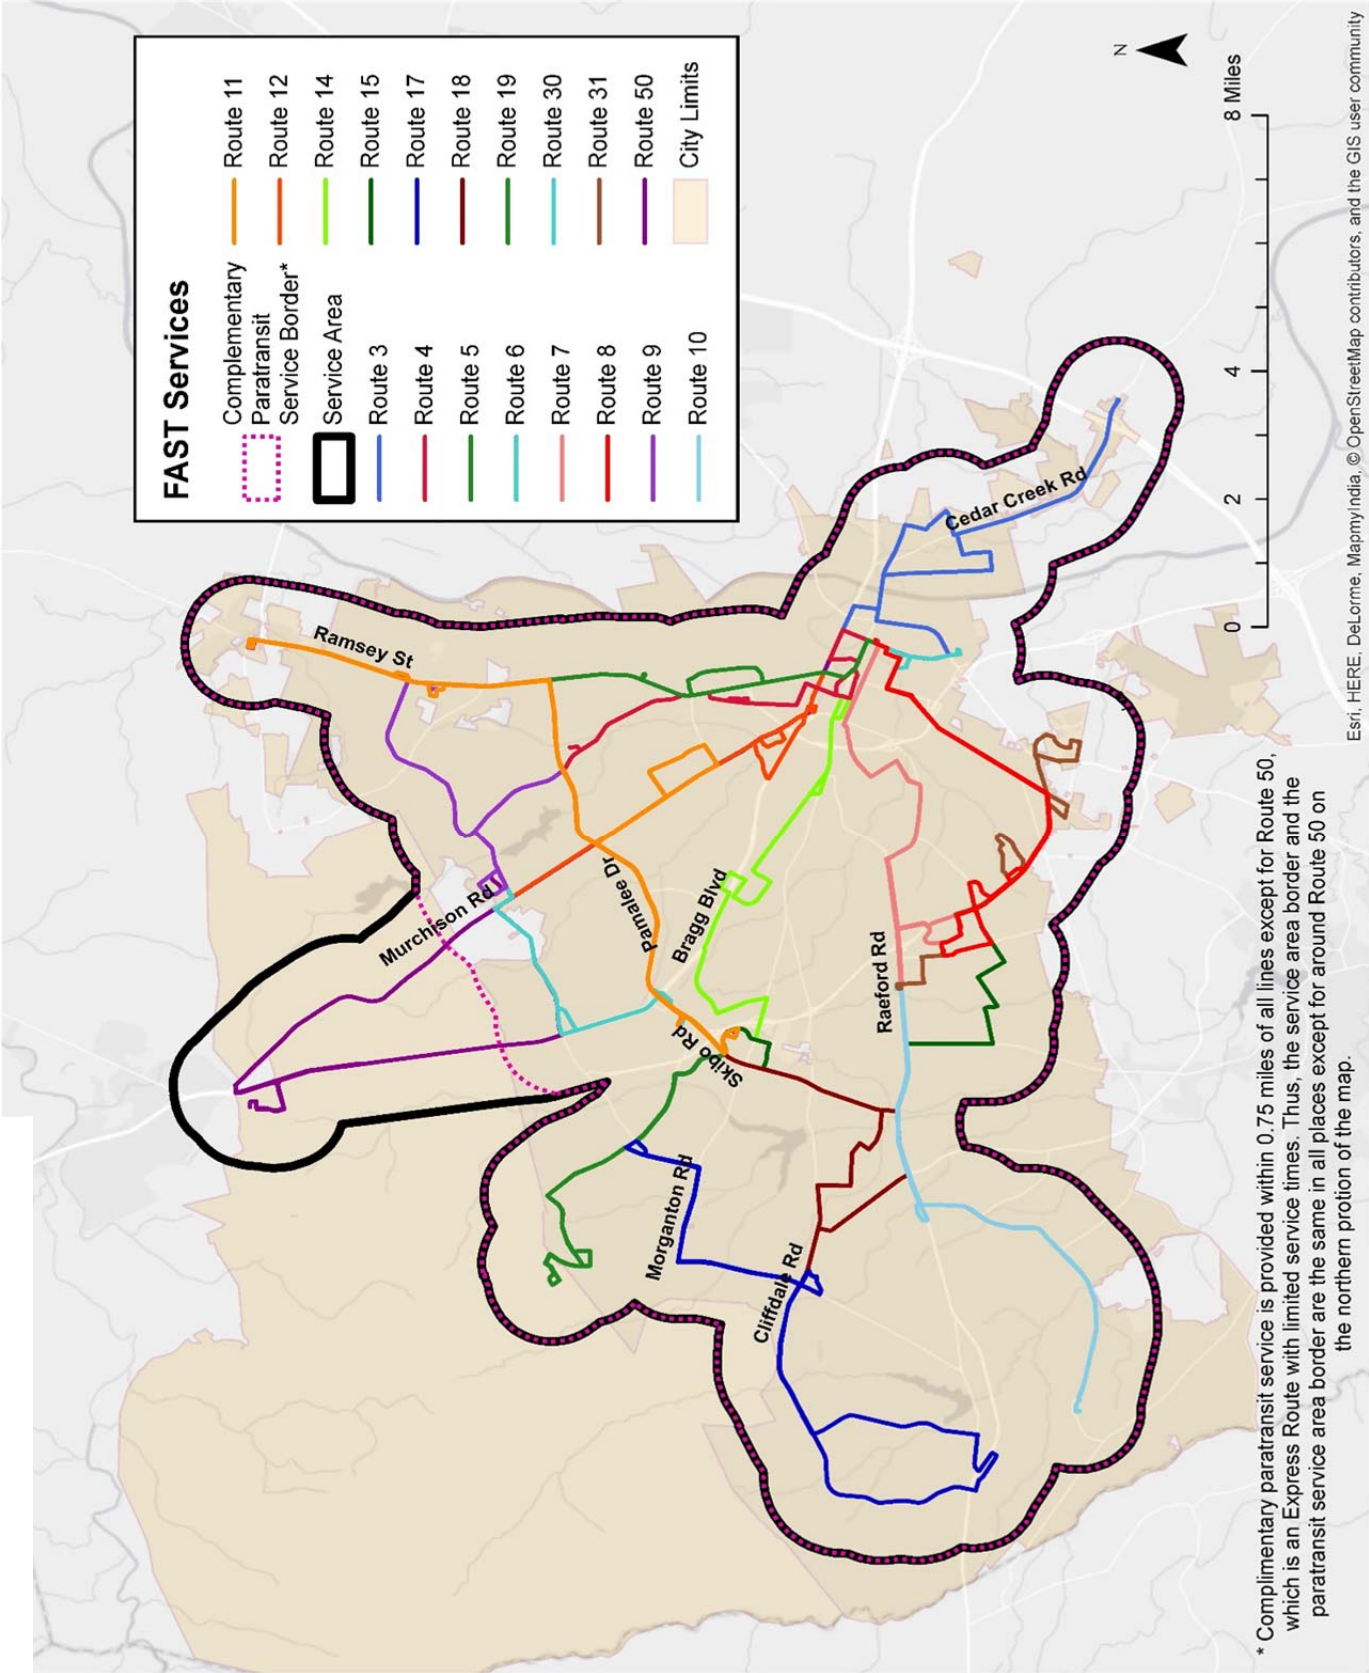 FAST Services
Complementary
Paratransit
Service Border*
Service Area
Route 3
Route 4
Route 5
Route 6
Route 7
Route 8
Route 9
Route 10
Route 11
Route 12
Route 14
Route 15
Route 17
Route 18
Route 19
Route 30
Route 31
Route 50
City Limits
Ramsey St
Murchison Rd
Pamalee Dr
Bragg Blvd
Skibo Rd
Morganton Rd
Cliffdale Rd
Raeford Rd
Cedar Creek Rd
N
0 2 4 8 Miles
* Complimentary paratransit service is provided within 0.75 miles of all lines except for Route 50,
which is an Express Route with limited service times. Thus, the service area border and the
paratransit service area border are the same in all places except for around Route 50 on
the northern protion of the map.
Esri, HERE, DeLorme, MapmyIndia, © OpenStreetMap contributors, and the GIS user community